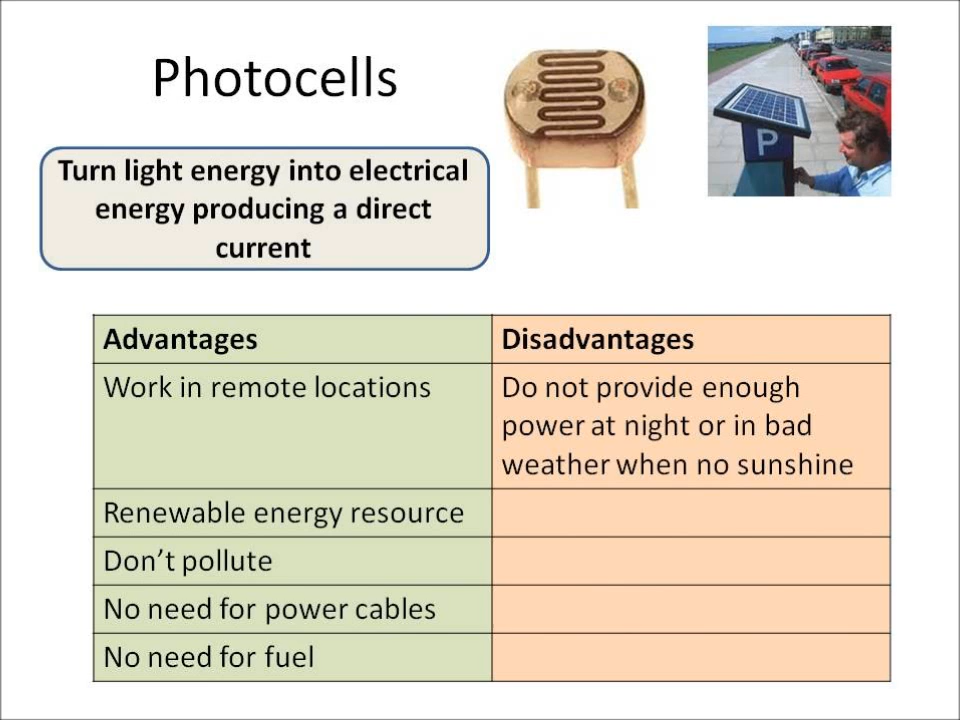 Photocells
Turn light energy into electrical
energy producing a direct
current
P
Advantages
Disadvantages
Work in remote locations
Do not provide enough
power at night or in bad
weather when no sunshine
Renewable energy resource
Don’t pollute
No need for power cables
No need for fuel